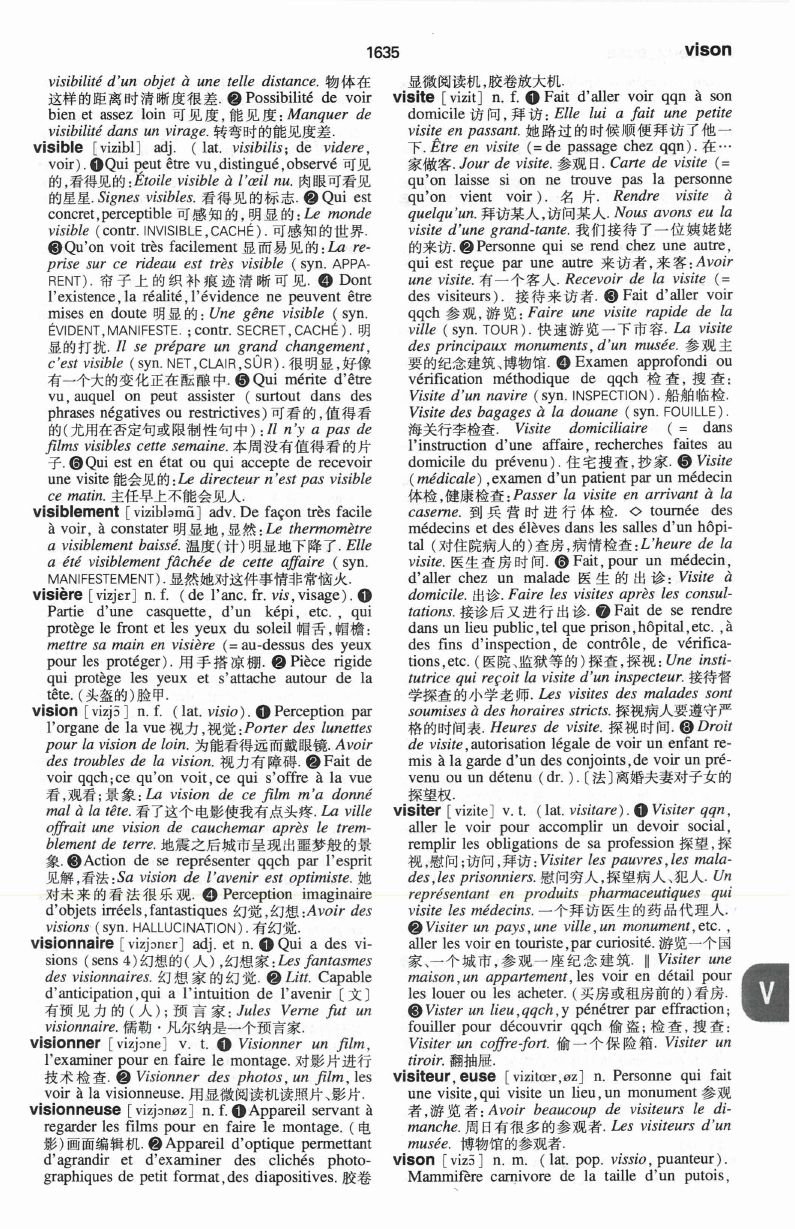 1635
vison
visibilité d'un objet à une telle distance. 物体在
这样的距离时清晰度很差. ❷ Possibilité de voir
bien et assez loin 可见度,能见度: Manquer de
visibilité dans un virage. 转弯时的能见度差.
visible [vizibl] adj. ( lat. visibilis; de videre,
voir). ❶Qui peut être vu,distingué,observé 可见
的,看得见的:Étoile visible à l'œil nu. 肉眼可看见
的星星. Signes visibles. 看得见的标志. ❷ Qui est
concret,perceptible 可感知的,明显的: Le monde
visible (contr. INVISIBLE,CACHÉ). 可感知的世界.
❸Qu'on voit très facilement 显而易见的: La re-
prise sur ce rideau est très visible ( syn. APPA-
RENT). 帘子上的织补痕迹清晰可见. ❹ Dont
l'existence,la réalité,l'évidence ne peuvent être
mises en doute 明显的: Une gêne visible ( syn.
ÉVIDENT,MANIFESTE. ; contr. SECRET,CACHÉ). 明
显的打扰. Il se prépare un grand changement,
c'est visible (syn. NET,CLAIR,SÛR). 很明显,好像
有一个大的变化正在酝酿中. ❺ Qui mérite d'être
vu, auquel on peut assister ( surtout dans des
phrases négatives ou restrictives) 可看的,值得看
的(尤用在否定句或限制性句中):Il n'y a pas de
films visibles cette semaine. 本周没有值得看的片
子. ❻Qui est en état ou qui accepte de recevoir
une visite 能会见的:Le directeur n'est pas visible
ce matin. 主任早上不能会见人.
visiblement [vizibləmã] adv. De façon très facile
à voir, à constater 明显地,显然: Le thermomètre
a visiblement baissé. 温度(计)明显地下降了. Elle
a été visiblement fâchée de cette affaire ( syn.
MANIFESTEMENT). 显然她对这件事情非常恼火.
visière [vizjɛr] n. f. (de l'anc. fr. vis, visage). ❶
Partie d'une casquette, d'un képi, etc. , qui
protège le front et les yeux du soleil 帽舌,帽檐:
mettre sa main en visière (= au-dessus des yeux
pour les protéger). 用手搭凉棚. ❷ Pièce rigide
qui protège les yeux et s'attache autour de la
tête. (头盔的)脸甲.
vision [vizjɔ̃] n. f. ( lat. visio). ❶ Perception par
l'organe de la vue 视力,视觉:Porter des lunettes
pour la vision de loin. 为能看得远而戴眼镜. Avoir
des troubles de la vision. 视力有障碍. ❷ Fait de
voir qqch;ce qu'on voit,ce qui s'offre à la vue
看,观看;景象: La vision de ce film m'a donné
mal à la tête. 看了这个电影使我有点头疼. La ville
offrait une vision de cauchemar après le trem-
blement de terre. 地震之后城市呈现出噩梦般的景
象. ❸Action de se représenter qqch par l'esprit
见解,看法:Sa vision de l'avenir est optimiste. 她
对未来的看法很乐观. ❹ Perception imaginaire
d'objets irréels,fantastiques 幻觉,幻想:Avoir des
visions (syn. HALLUCINATION). 有幻觉.
visionnaire [vizjɔnɛr] adj. et n. ❶ Qui a des vi-
sions (sens 4)幻想的(人),幻想家: Les fantasmes
des visionnaires. 幻想家的幻觉. ❷ Litt. Capable
d'anticipation,qui a l'intuition de l'avenir [文]
有预见力的(人); 预言家: Jules Verne fut un
visionnaire. 儒勒·凡尔纳是一个预言家.
visionner [vizjɔne] v. t. ❶ Visionner un film,
l'examiner pour en faire le montage. 对影片进行
技术检查. ❷ Visionner des photos, un film, les
voir à la visionneuse. 用显微阅读机读照片、影片.
visionneuse [vizjɔnøz] n. f. ❶Appareil servant à
regarder les films pour en faire le montage. (电
影)画面编辑机. ❷Appareil d'optique permettant
d'agrandir et d'examiner des clichés photo-
graphiques de petit format,des diapositives. 胶卷
显微阅读机,胶卷放大机.
visite [vizit] n. f. ❶ Fait d'aller voir qqn à son
domicile 访问,拜访: Elle lui a fait une petite
visite en passant. 她路过的时候顺便拜访了他一
下. Être en visite (= de passage chez qqn). 在…
家做客. Jour de visite. 参观日. Carte de visite (=
qu'on laisse si on ne trouve pas la personne
qu'on vient voir). 名片. Rendre visite à
quelqu'un. 拜访某人,访问某人. Nous avons eu la
visite d'une grand-tante. 我们接待了一位姨姥姥
的来访. ❷Personne qui se rend chez une autre,
qui est reçue par une autre 来访者,来客: Avoir
une visite. 有一个客人. Recevoir de la visite (=
des visiteurs). 接待来访者. ❸ Fait d'aller voir
qqch 参观,游览: Faire une visite rapide de la
ville (syn. TOUR). 快速游览一下市容. La visite
des principaux monuments, d'un musée. 参观主
要的纪念建筑、博物馆. ❹ Examen approfondi ou
vérification méthodique de qqch 检查,搜查:
Visite d'un navire (syn. INSPECTION). 船舶临检.
Visite des bagages à la douane (syn. FOUILLE).
海关行李检查. Visite domiciliaire ( = dans
l'instruction d'une affaire, recherches faites au
domicile du prévenu). 住宅搜查,抄家. ❺ Visite
(médicale),examen d'un patient par un médecin
体检,健康检查:Passer la visite en arrivant à la
caserne. 到兵营时进行体检. ◇ tournée des
médecins et des élèves dans les salles d'un hôpi-
tal (对住院病人的)查房,病情检查:L'heure de la
visite. 医生查房时间. ❻ Fait, pour un médecin,
d'aller chez un malade 医生的出诊: Visite à
domicile. 出诊. Faire les visites après les consul-
tations. 接诊后又进行出诊. ❼ Fait de se rendre
dans un lieu public,tel que prison,hôpital,etc. ,à
des fins d'inspection, de contrôle, de vérifica-
tions,etc. (医院、监狱等的)探查,探视: Une insti-
tutrice qui reçoit la visite d'un inspecteur. 接待督
学探查的小学老师. Les visites des malades sont
soumises à des horaires stricts. 探视病人要遵守严
格的时间表. Heures de visite. 探视时间. ❽ Droit
de visite,autorisation légale de voir un enfant re-
mis à la garde d'un des conjoints,de voir un pré-
venu ou un détenu (dr. ). [法]离婚夫妻对子女的
探望权.
visiter [vizite] v. t. (lat. visitare). ❶ Visiter qqn,
aller le voir pour accomplir un devoir social,
remplir les obligations de sa profession 探望,探
视,慰问;访问,拜访: Visiter les pauvres,les mala-
des,les prisonniers. 慰问穷人,探望病人、犯人. Un
représentant en produits pharmaceutiques qui
visite les médecins. 一个拜访医生的药品代理人.
❷ Visiter un pays,une ville,un monument,etc. ,
aller les voir en touriste,par curiosité. 游览一个国
家、一个城市,参观一座纪念建筑. ‖ Visiter une
maison,un appartement,les voir en détail pour
les louer ou les acheter. (买房或租房前的)看房.
❸ Vister un lieu,qqch, y pénétrer par effraction;
fouiller pour découvrir qqch 偷盗; 检查, 搜查:
Visiter un coffre-fort. 偷一个保险箱. Visiter un
tiroir. 翻抽屉.
visiteur, euse [vizitœr,øz] n. Personne qui fait
une visite,qui visite un lieu,un monument 参观
者,游览者: Avoir beaucoup de visiteurs le di-
manche. 周日有很多的参观者. Les visiteurs d'un
musée. 博物馆的参观者.
vison [vizɔ̃] n. m. ( lat. pop. vissio, puanteur).
Mammifère carnivore de la taille d'un putois,
V